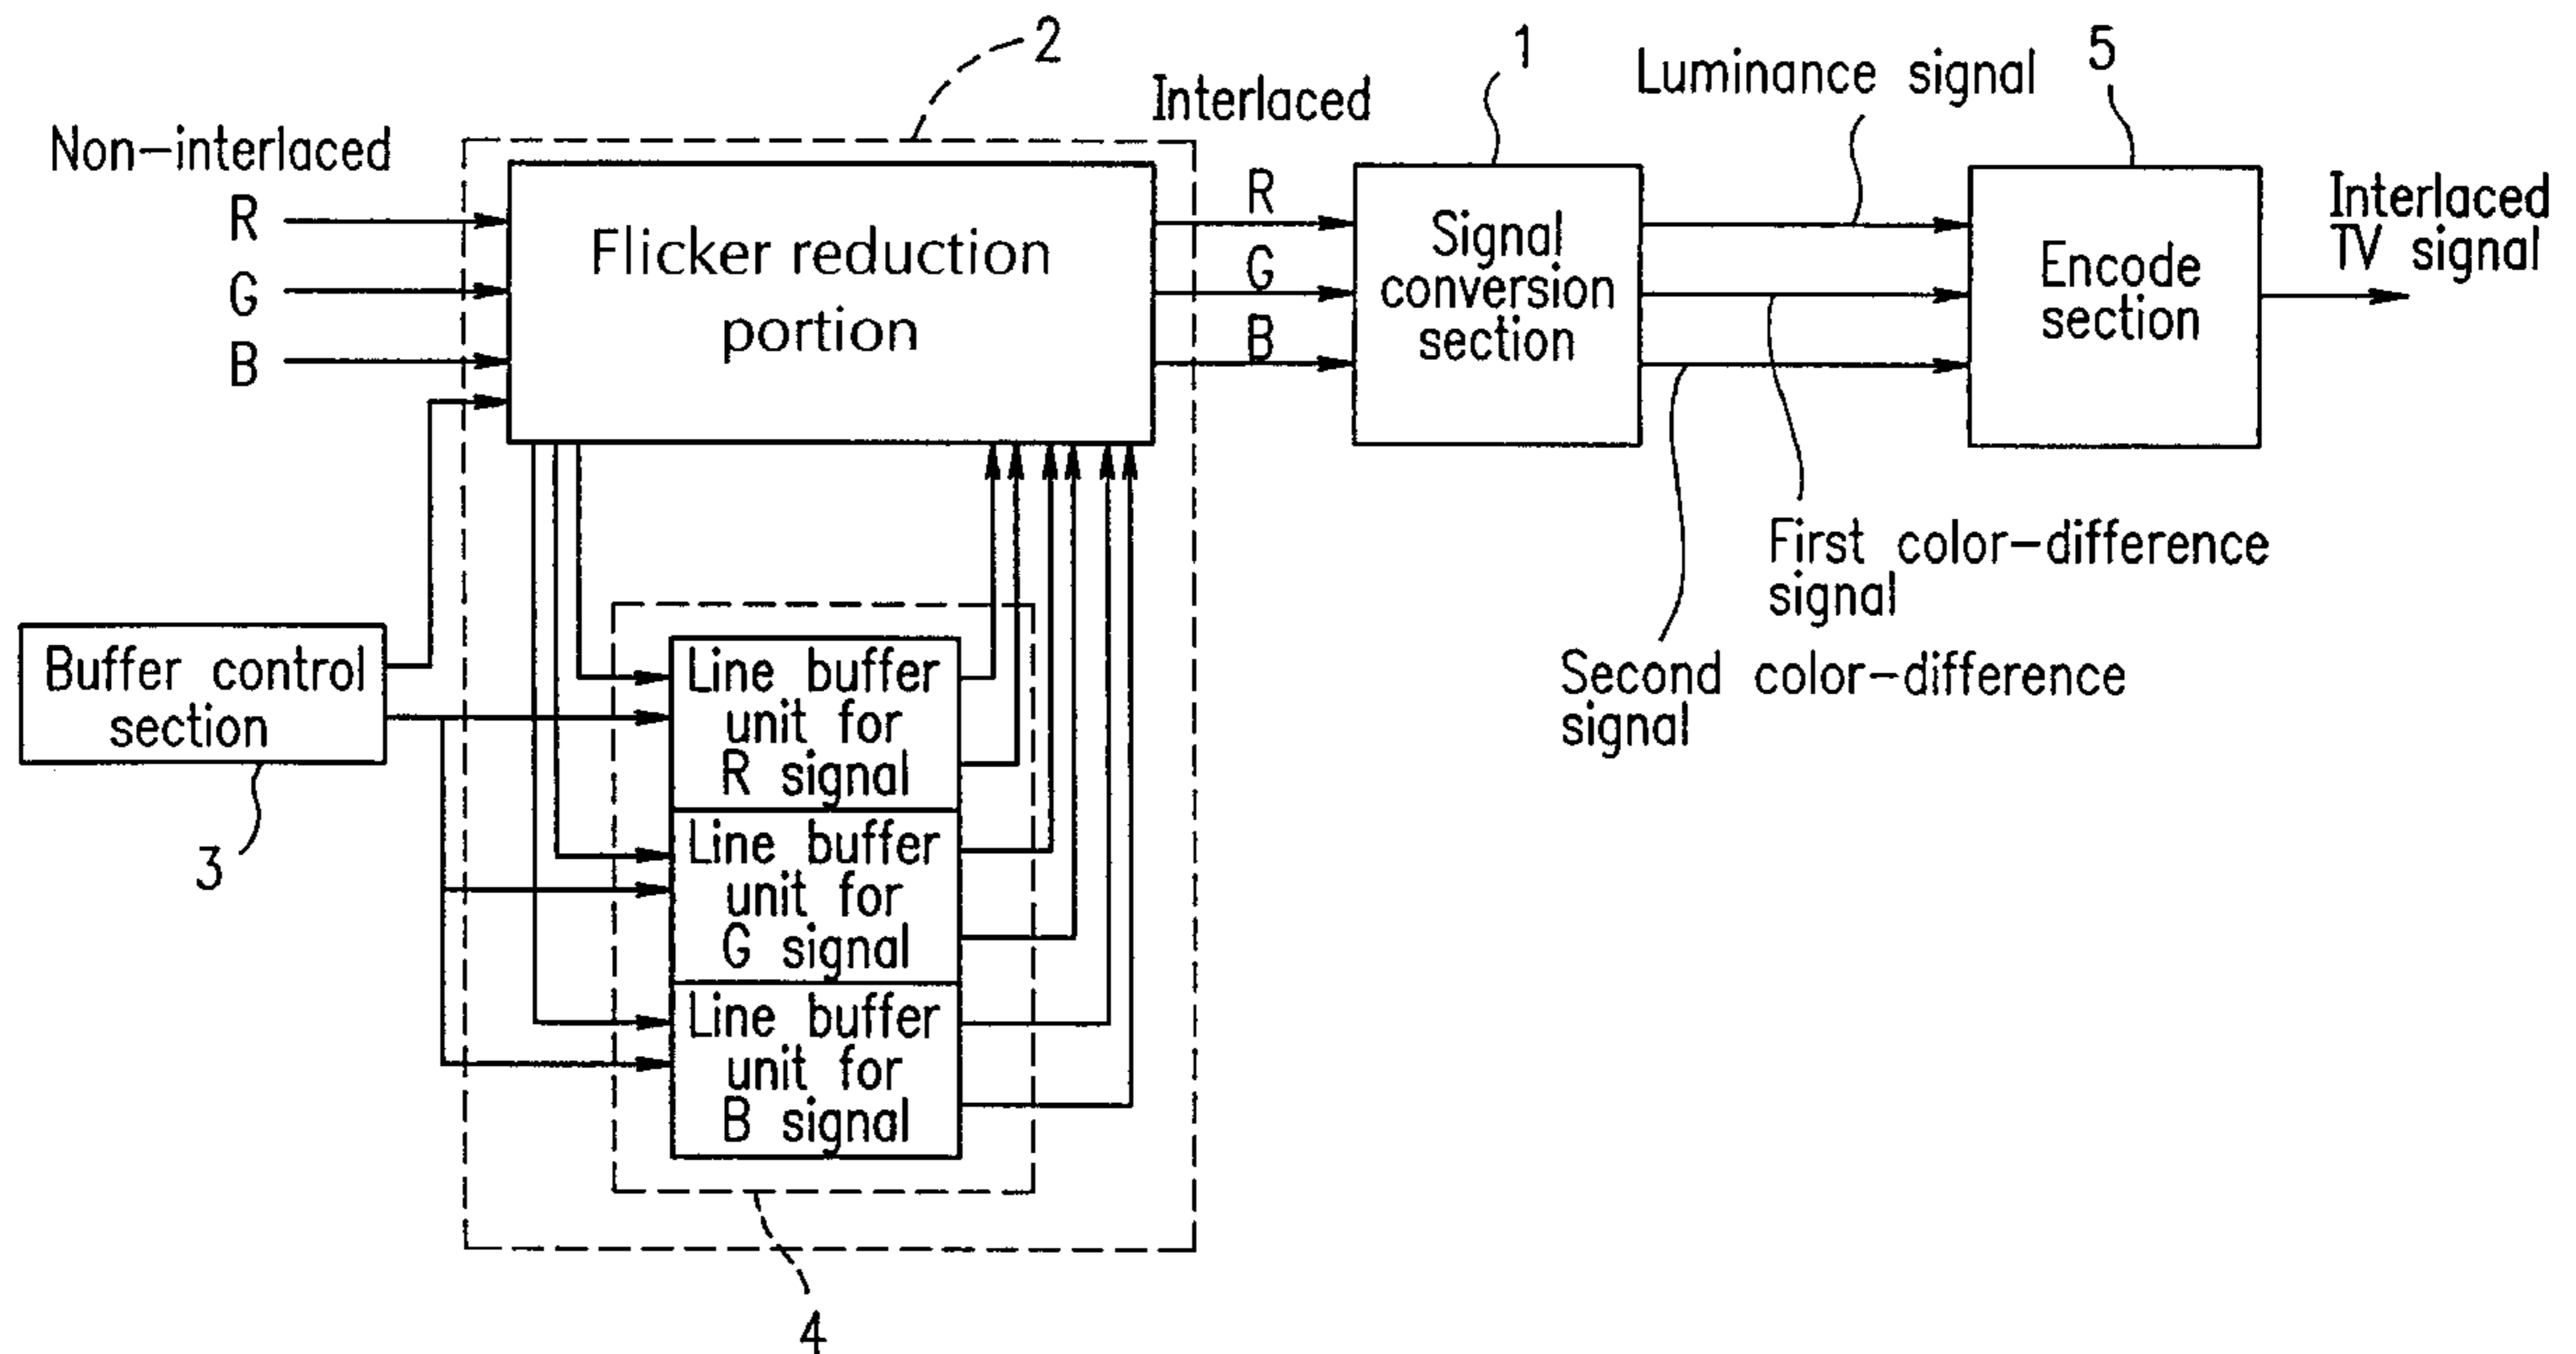 2
1
5
Non-interlaced
Interlaced
Luminance signal
R
G
B
Flicker reduction
portion
R
G
B
Signal
conversion
section
Encode
section
Interlaced
TV signal
First color-difference
signal
Second color-difference
signal
Buffer control
section
3
Line buffer
unit for
R signal
Line buffer
unit for
G signal
Line buffer
unit for
B signal
4